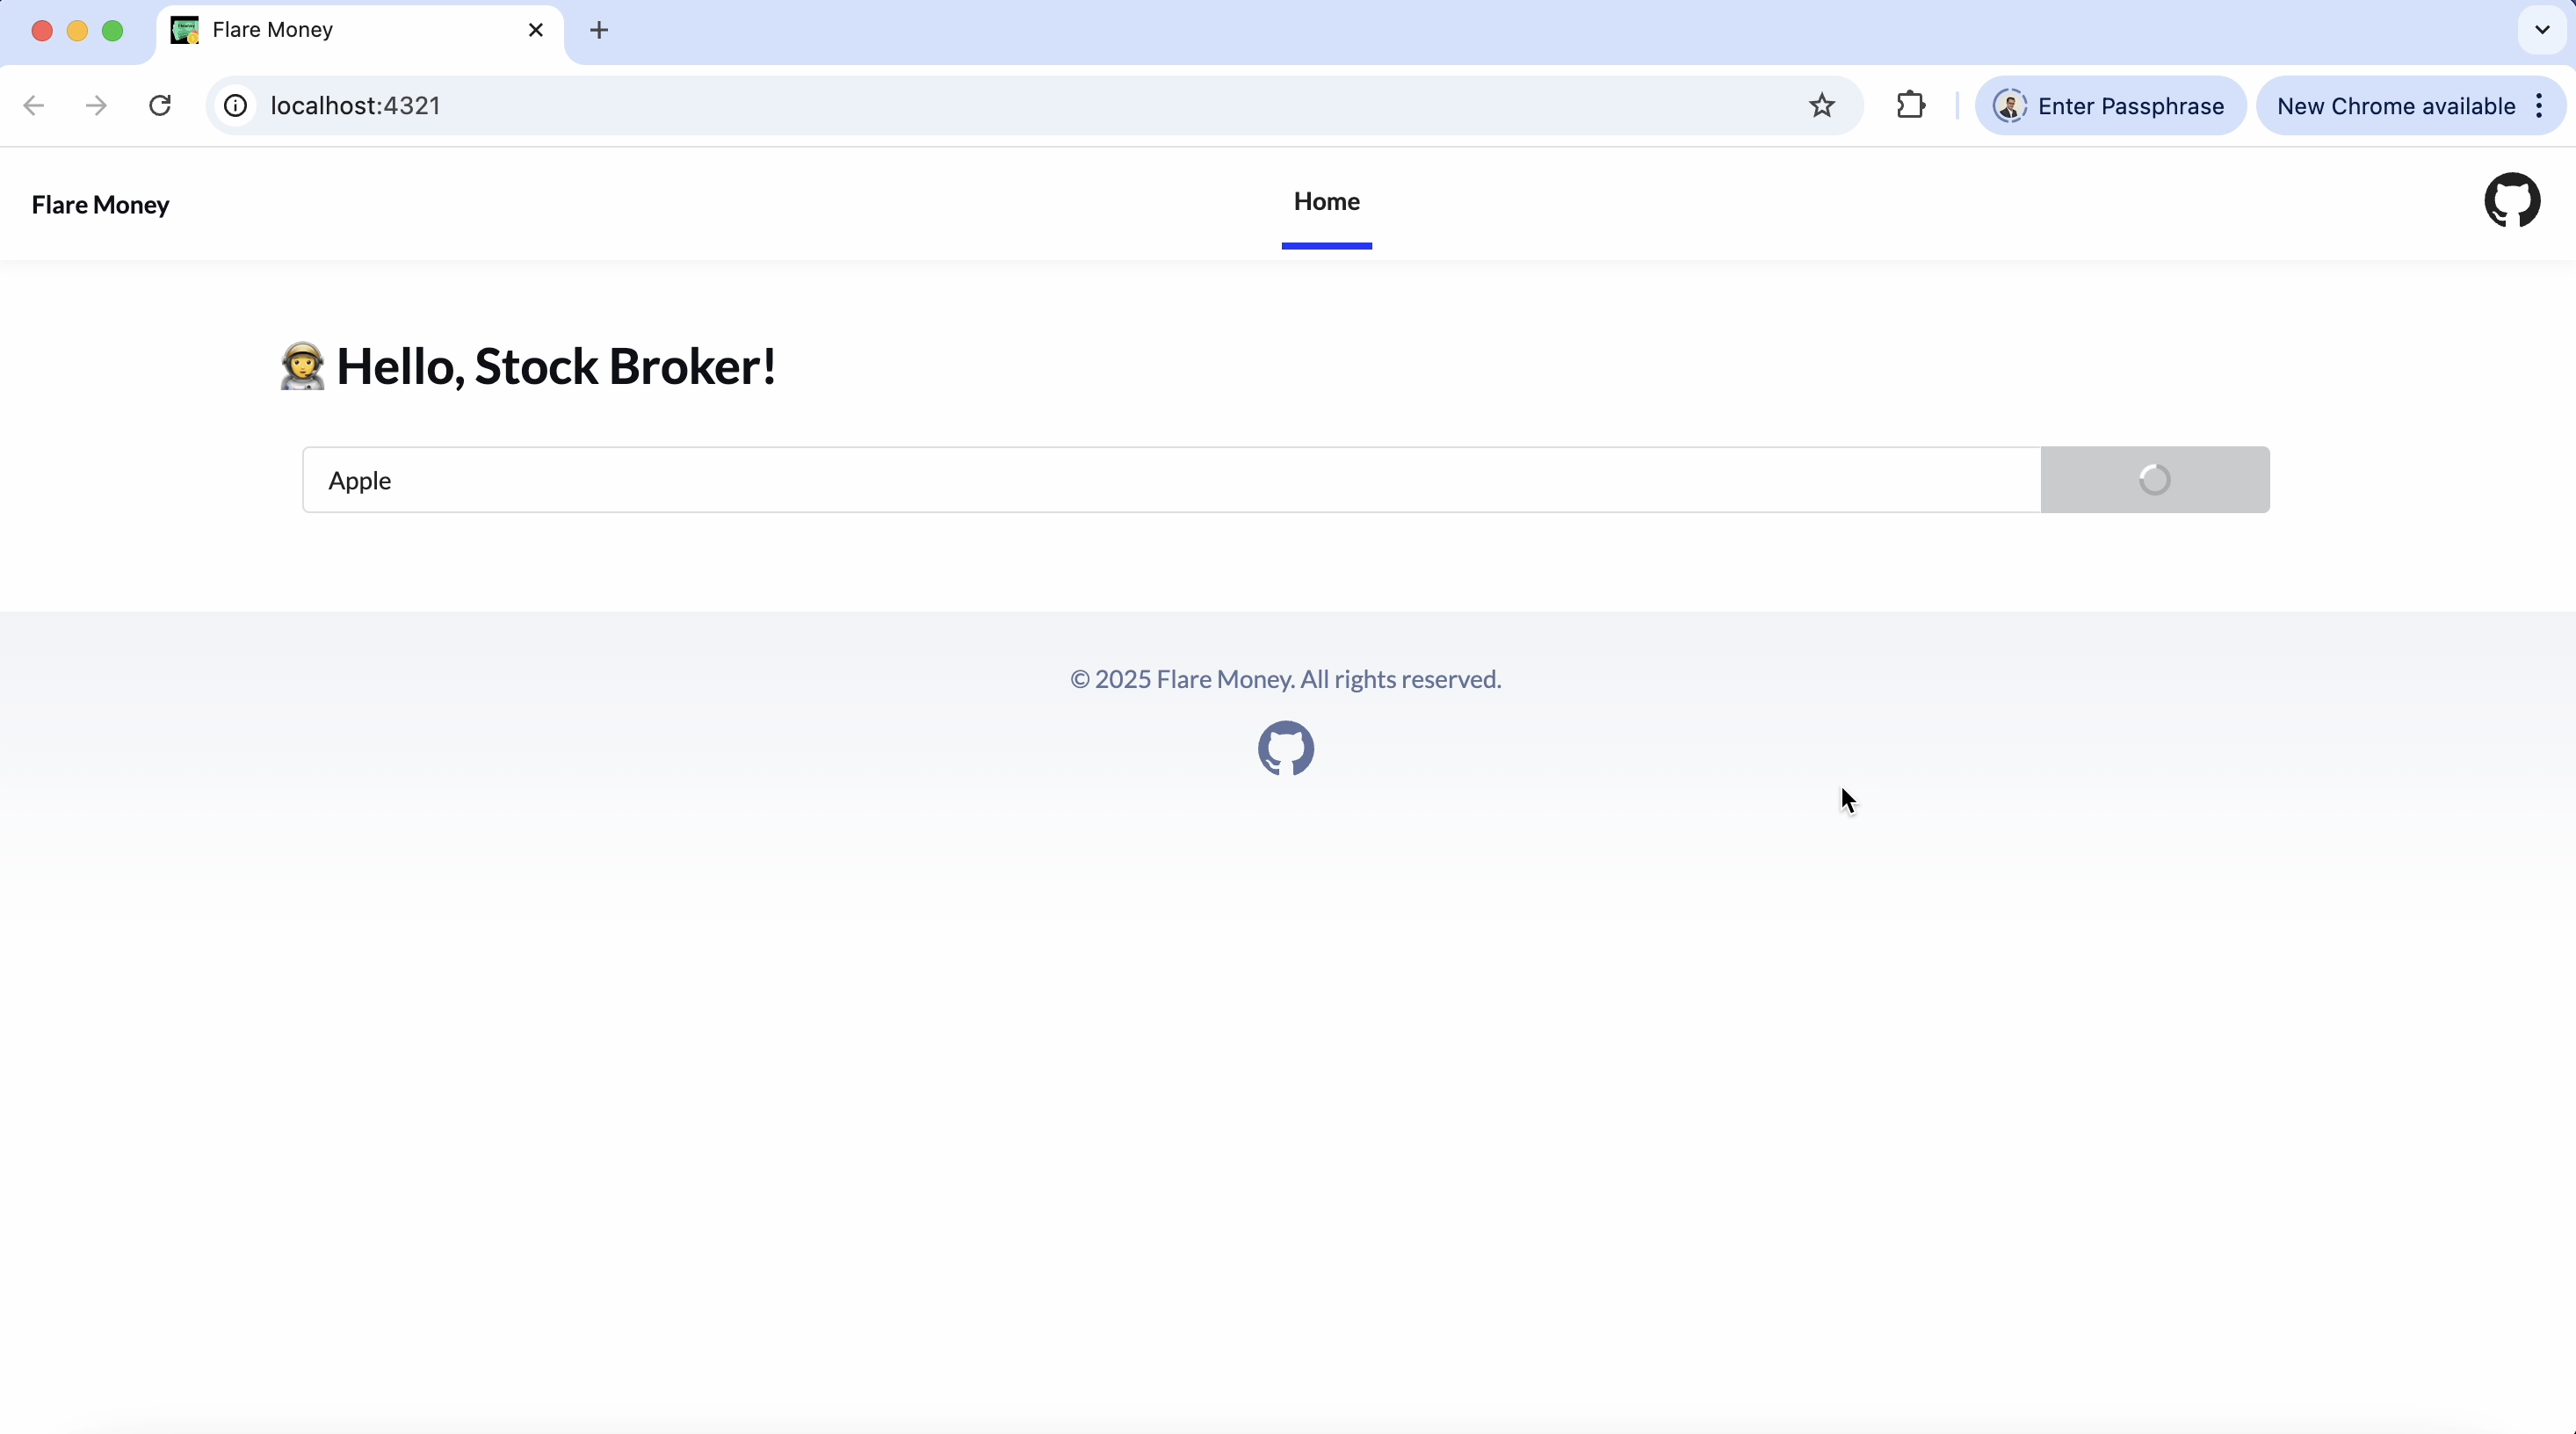 Flare Money
localhost:4321
Enter Passphrase
New Chrome available
Flare Money
Home
Hello, Stock Broker!
Apple
© 2025 Flare Money. All rights reserved.